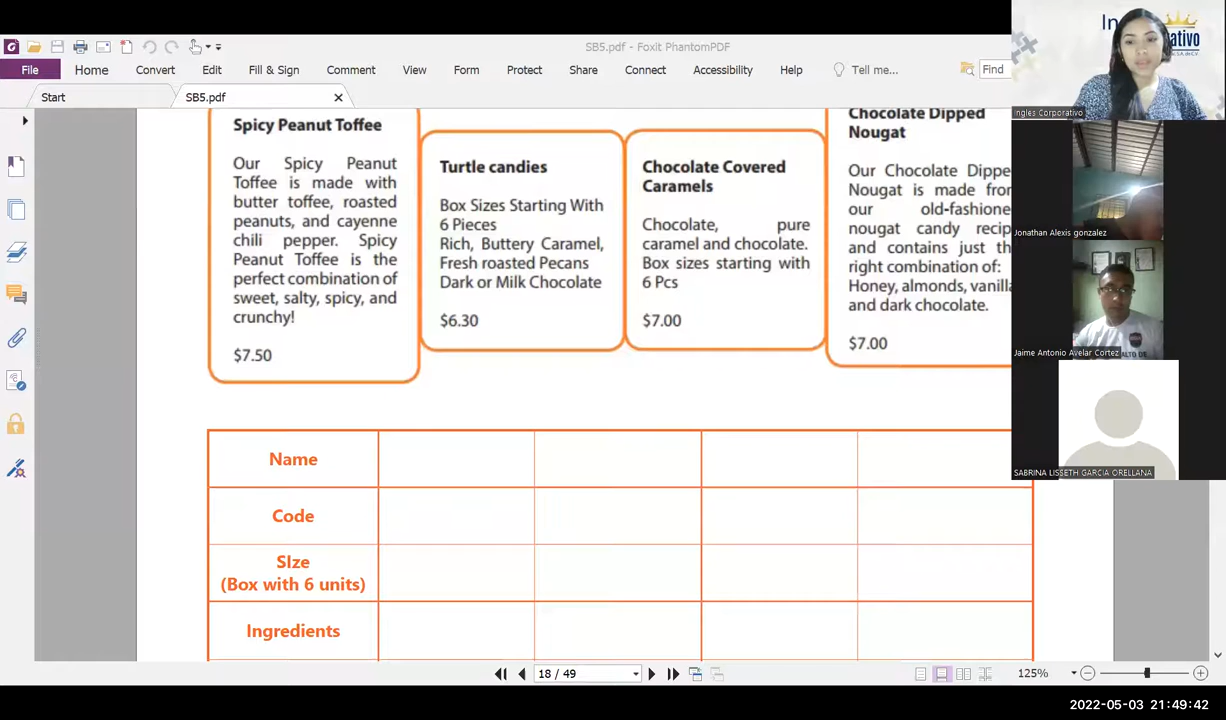 SB5.pdf - Foxit PhantomPDF
File Home Convert Edit Fill & Sign Comment View Form Protect Share Connect Accessibility Help Tell me... Find
Start SB5.pdf
Spicy Peanut Toffee
Our Spicy Peanut
Toffee is made with
butter toffee, roasted
peanuts, and cayenne
chili pepper. Spicy
Peanut Toffee is the
perfect combination of
sweet, salty, spicy, and
crunchy!
$7.50
Turtle candies
Box Sizes Starting With
6 Pieces
Rich, Buttery Caramel,
Fresh roasted Pecans
Dark or Milk Chocolate
$6.30
Chocolate Covered
Caramels
Chocolate, pure
caramel and chocolate.
Box sizes starting with
6 Pcs
$7.00
Chocolate Dipped
Nougat
Our Chocolate Dippe
Nougat is made from
our old-fashione
nougat candy recip
and contains just th
right combination of:
Honey, almonds, vanill
and dark chocolate.
$7.00
Name
Code
SIze
(Box with 6 units)
Ingredients
In
ativo
Ingles Corporativo
Jonathan Alexis gonzalez
Jaime Antonio Avelar Cortez
SABRINA LISSETH GARCIA ORELLANA
18 / 49
125%
2022-05-03 21:49:42